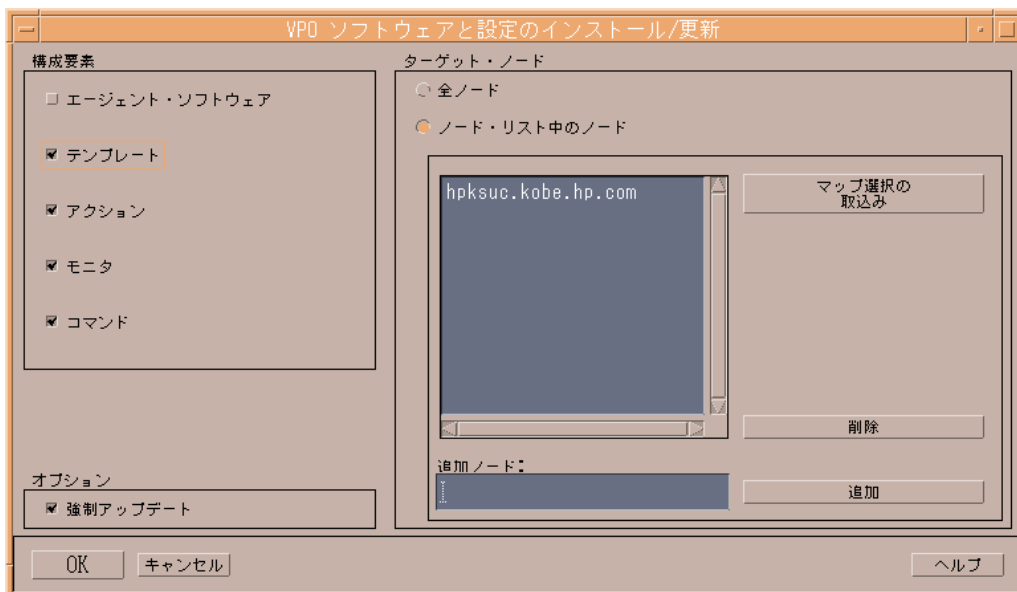 VPO ソフトウェアと設定のインストール/更新
構成要素
エージェント・ソフトウェア
テンプレート
アクション
モニタ
コマンド
オプション
強制アップデート
ターゲット・ノード
全ノード
ノード・リスト中のノード
hpksuc.kobe.hp.com
マップ選択の
取込み
削除
追加ノード:
追加
OK
キャンセル
ヘルプ